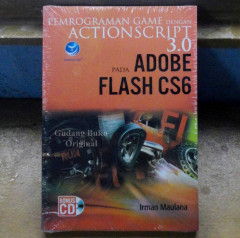 PEMROGRAMAN GAME DENGAN
ACTIONSCRIPT
3.0
PADA
ADOBE
FLASH CS6
Gudang Buku
Original
BONUS
CD
Irman Maulana